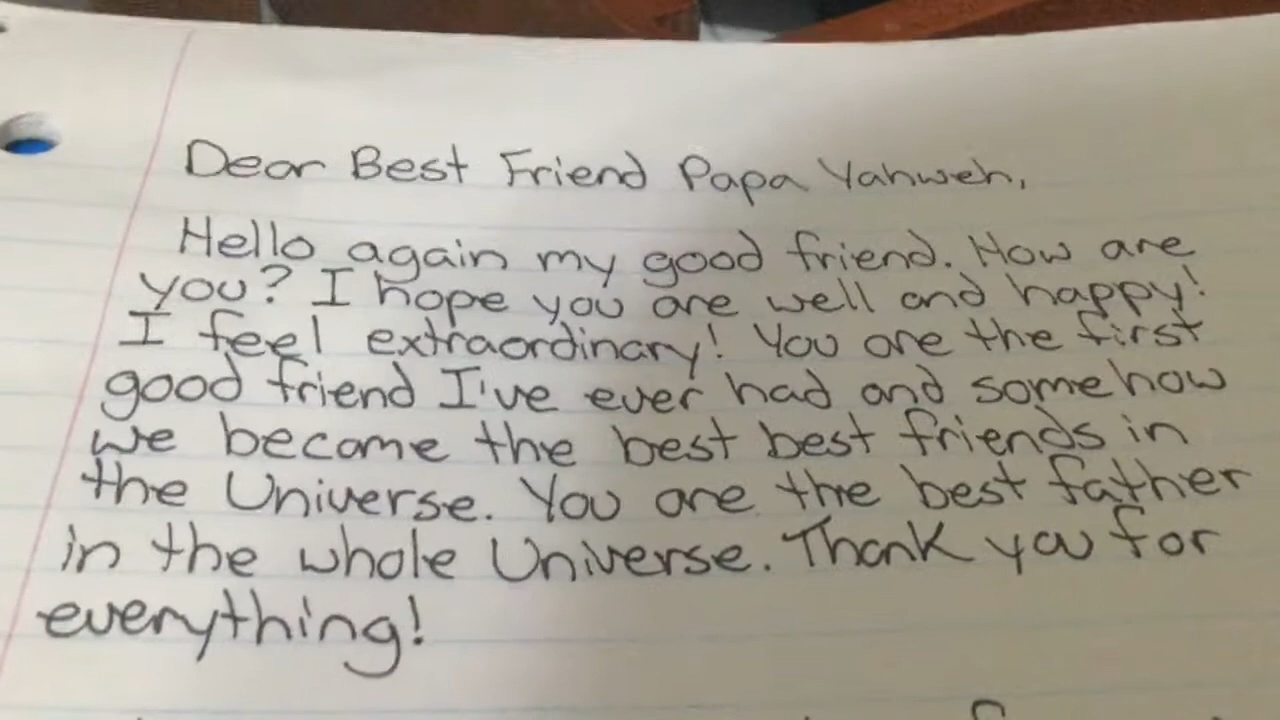 Dear Best Friend Papa Yahweh,
Hello again my good friend. How are
you? I hope you are well and happy!
I feel extraordinary! You are the first
good friend I've ever had and somehow
we became the best best friends in
the Universe. You are the best father
in the whole Universe. Thank you for
everything!